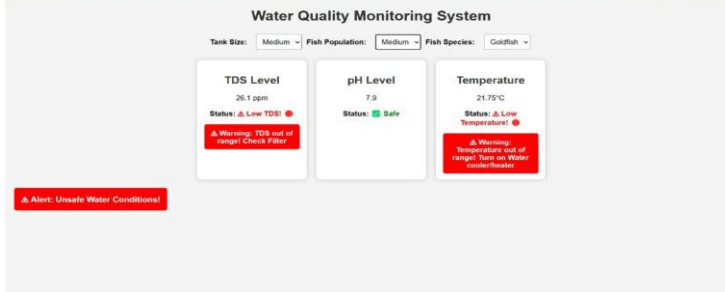 Water Quality Monitoring System
Tank Size: Medium Fish Population: Medium Fish Species: Goldfish
TDS Level
26.1 ppm
Status: ⚠ Low TDS! 🔴
⚠ Warning: TDS out of
range! Check Filter
pH Level
7.9
Status: ✅ Safe
Temperature
21.75°C
Status: ⚠ Low
Temperature! 🔴
⚠ Warning:
Temperature out of
range! Turn on Water
cooler/heater
⚠ Alert: Unsafe Water Conditions!